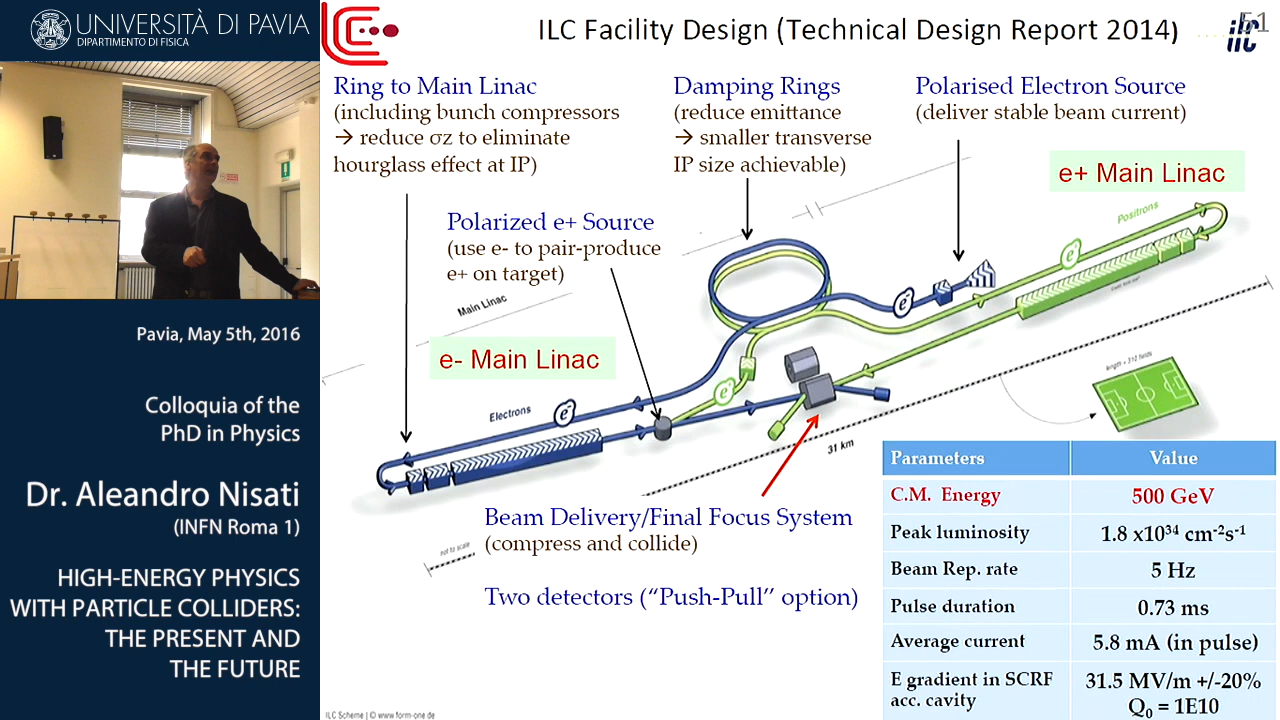 UNIVERSITÀ DI PAVIA
DIPARTIMENTO DI FISICA
Pavia, May 5th, 2016
Colloquia of the
PhD in Physics
Dr. Aleandro Nisati
(INFN Roma 1)
HIGH-ENERGY PHYSICS
WITH PARTICLE COLLIDERS:
THE PRESENT AND
THE FUTURE
ILC Facility Design (Technical Design Report 2014)
51
ilc
Ring to Main Linac
(including bunch compressors
→ reduce σz to eliminate
hourglass effect at IP)
Damping Rings
(reduce emittance
→ smaller transverse
IP size achievable)
Polarised Electron Source
(deliver stable beam current)
e+ Main Linac
Polarized e+ Source
(use e- to pair-produce
e+ on target)
Positrons
Main Linac
e- Main Linac
Electrons
e-
e-
e-
length = 310 fields
31 km
Beam Delivery/Final Focus System
(compress and collide)
not to scale
Two detectors ("Push-Pull" option)
Parameters Value
C.M. Energy 500 GeV
Peak luminosity 1.8 x10³⁴ cm⁻²s⁻¹
Beam Rep. rate 5 Hz
Pulse duration 0.73 ms
Average current 5.8 mA (in pulse)
E gradient in SCRF acc. cavity 31.5 MV/m +/-20%
Q₀ = 1E10
ILC Scheme | © www.form-one.de